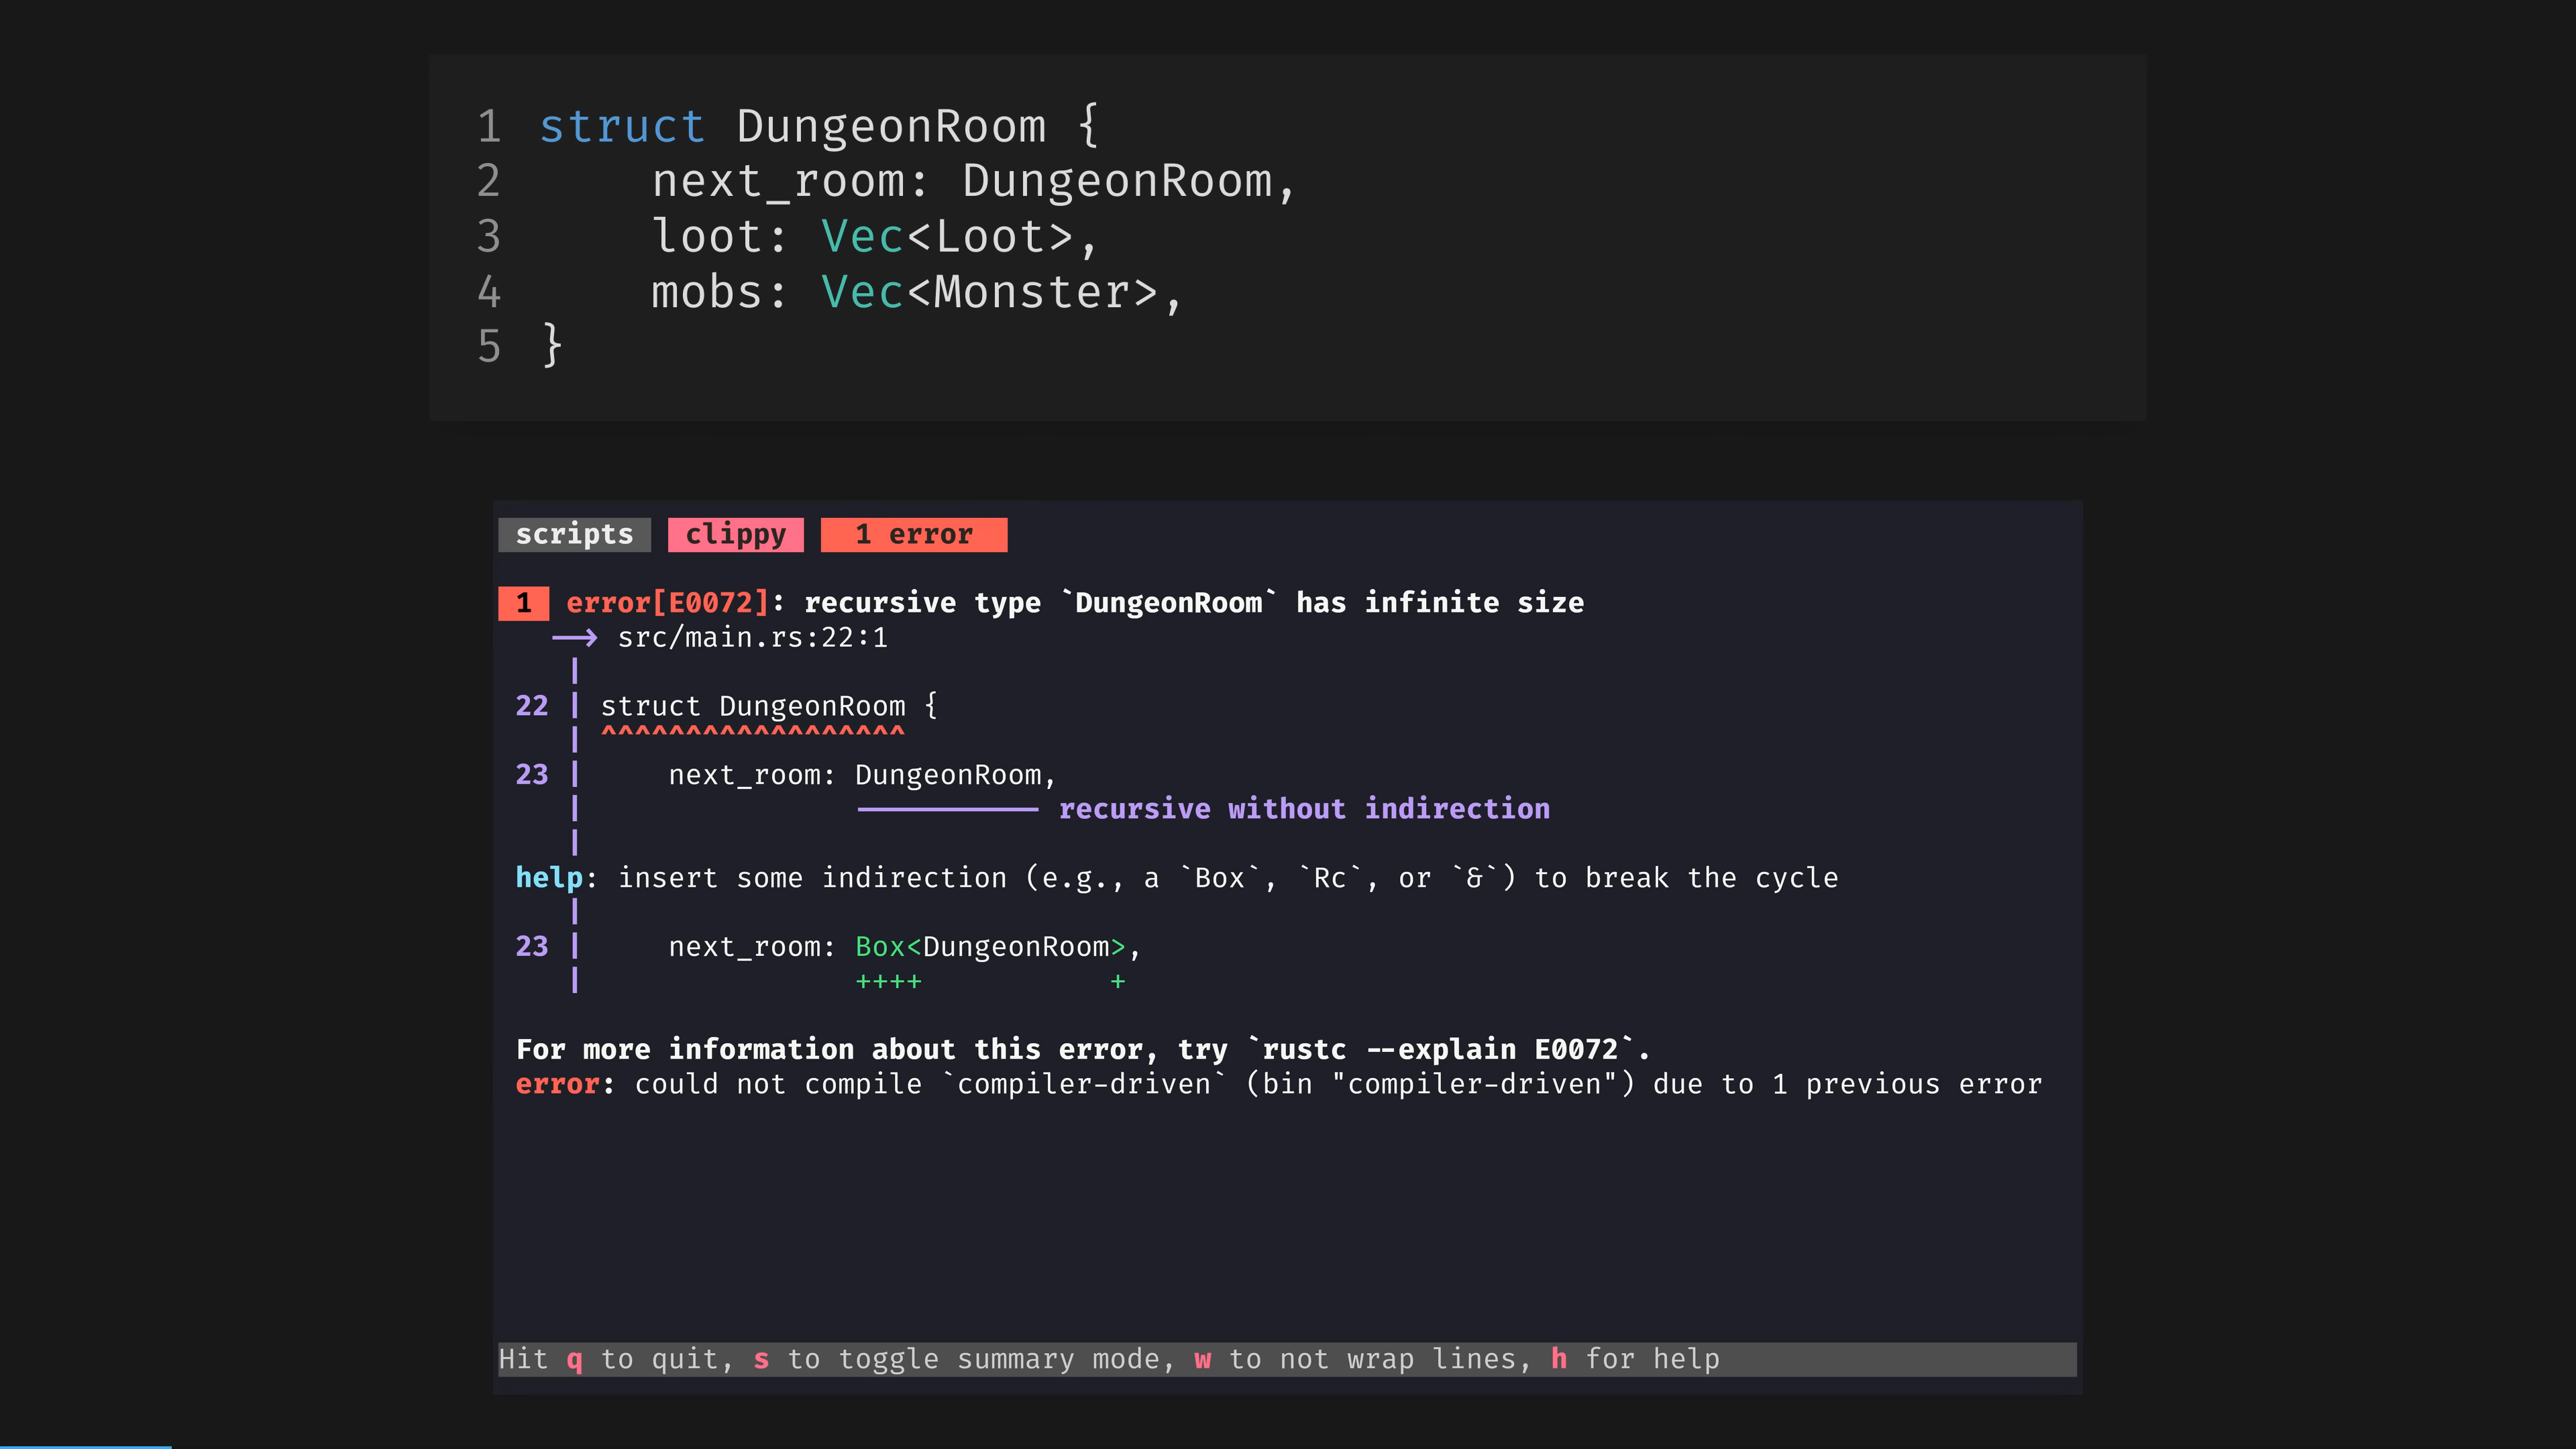 1 struct DungeonRoom {
2     next_room: DungeonRoom,
3     loot: Vec<Loot>,
4     mobs: Vec<Monster>,
5 }
scripts clippy 1 error
1 error[E0072]: recursive type `DungeonRoom` has infinite size
--> src/main.rs:22:1
|
22 | struct DungeonRoom {
| ^^^^^^^^^^^^^^^^^^
23 |     next_room: DungeonRoom,
|                ----------- recursive without indirection
|
help: insert some indirection (e.g., a `Box`, `Rc`, or `&`) to break the cycle
|
23 |     next_room: Box<DungeonRoom>,
|                ++++           +
For more information about this error, try `rustc --explain E0072`.
error: could not compile `compiler-driven` (bin "compiler-driven") due to 1 previous error
Hit q to quit, s to toggle summary mode, w to not wrap lines, h for help